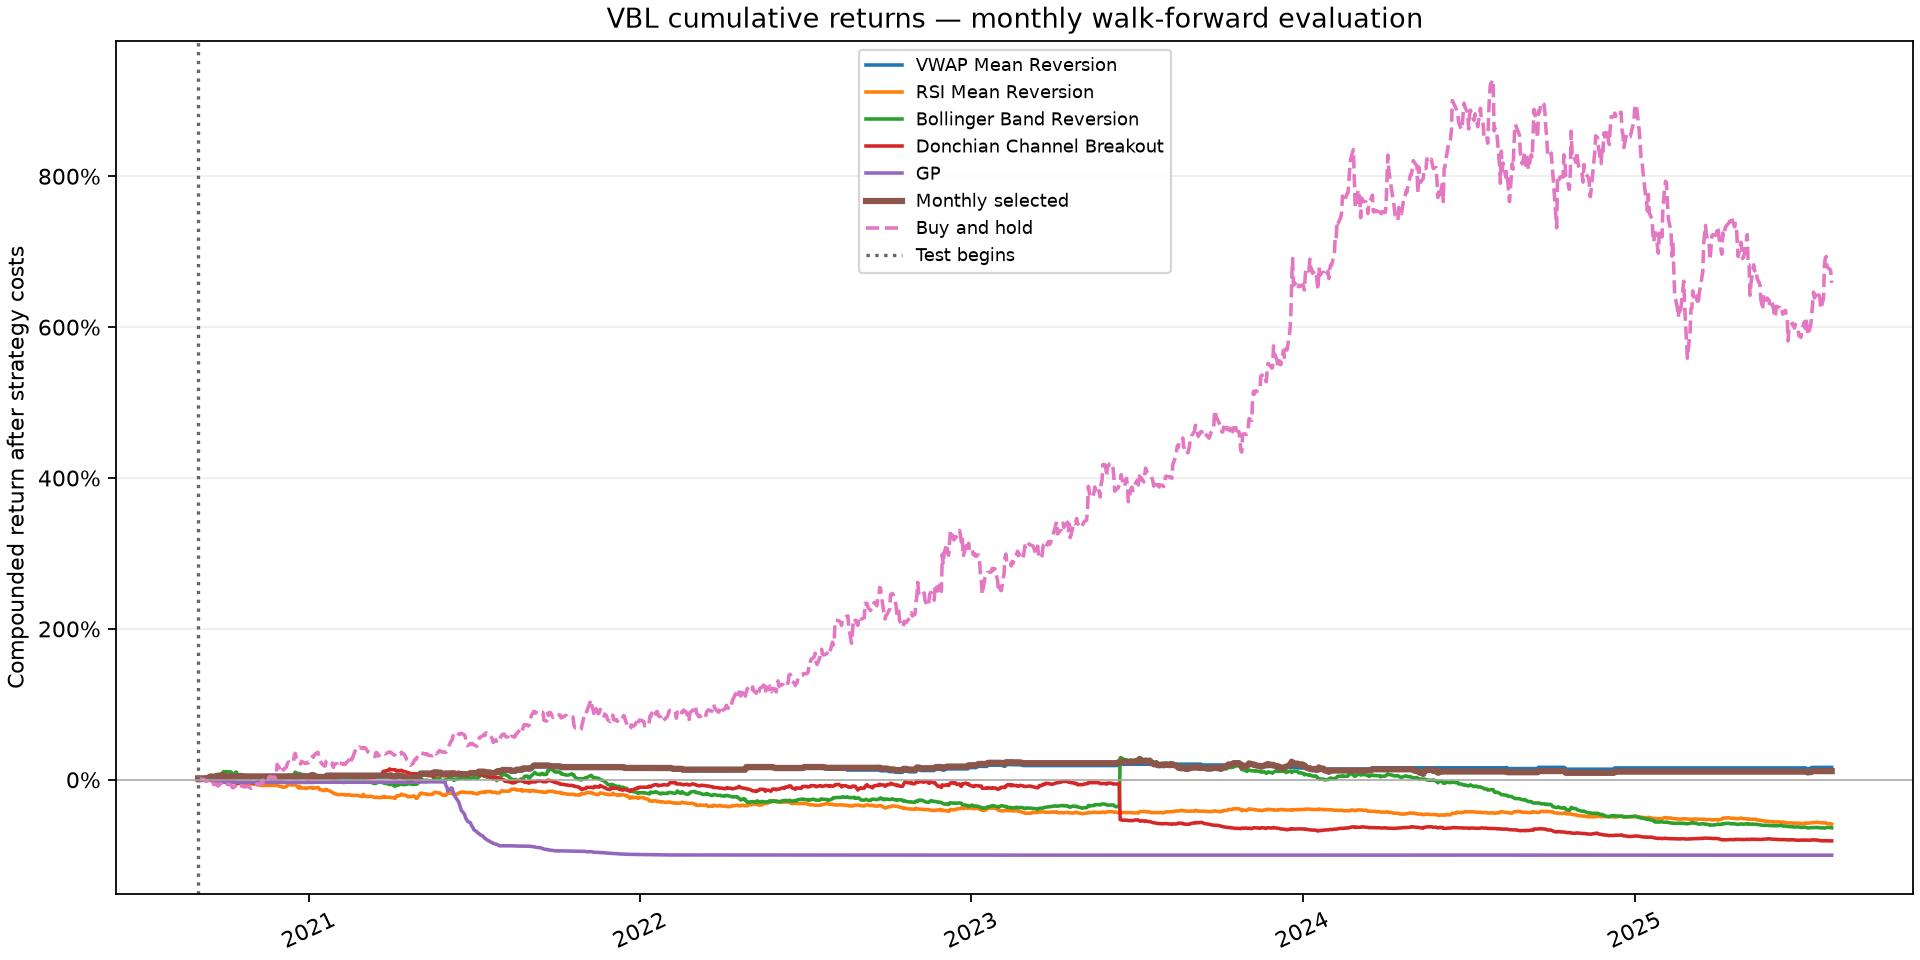 VBL cumulative returns — monthly walk-forward evaluation
VWAP Mean Reversion
RSI Mean Reversion
Bollinger Band Reversion
Donchian Channel Breakout
GP
Monthly selected
Buy and hold
Test begins
Compounded return after strategy costs
800%
600%
400%
200%
0%
2021
2022
2023
2024
2025